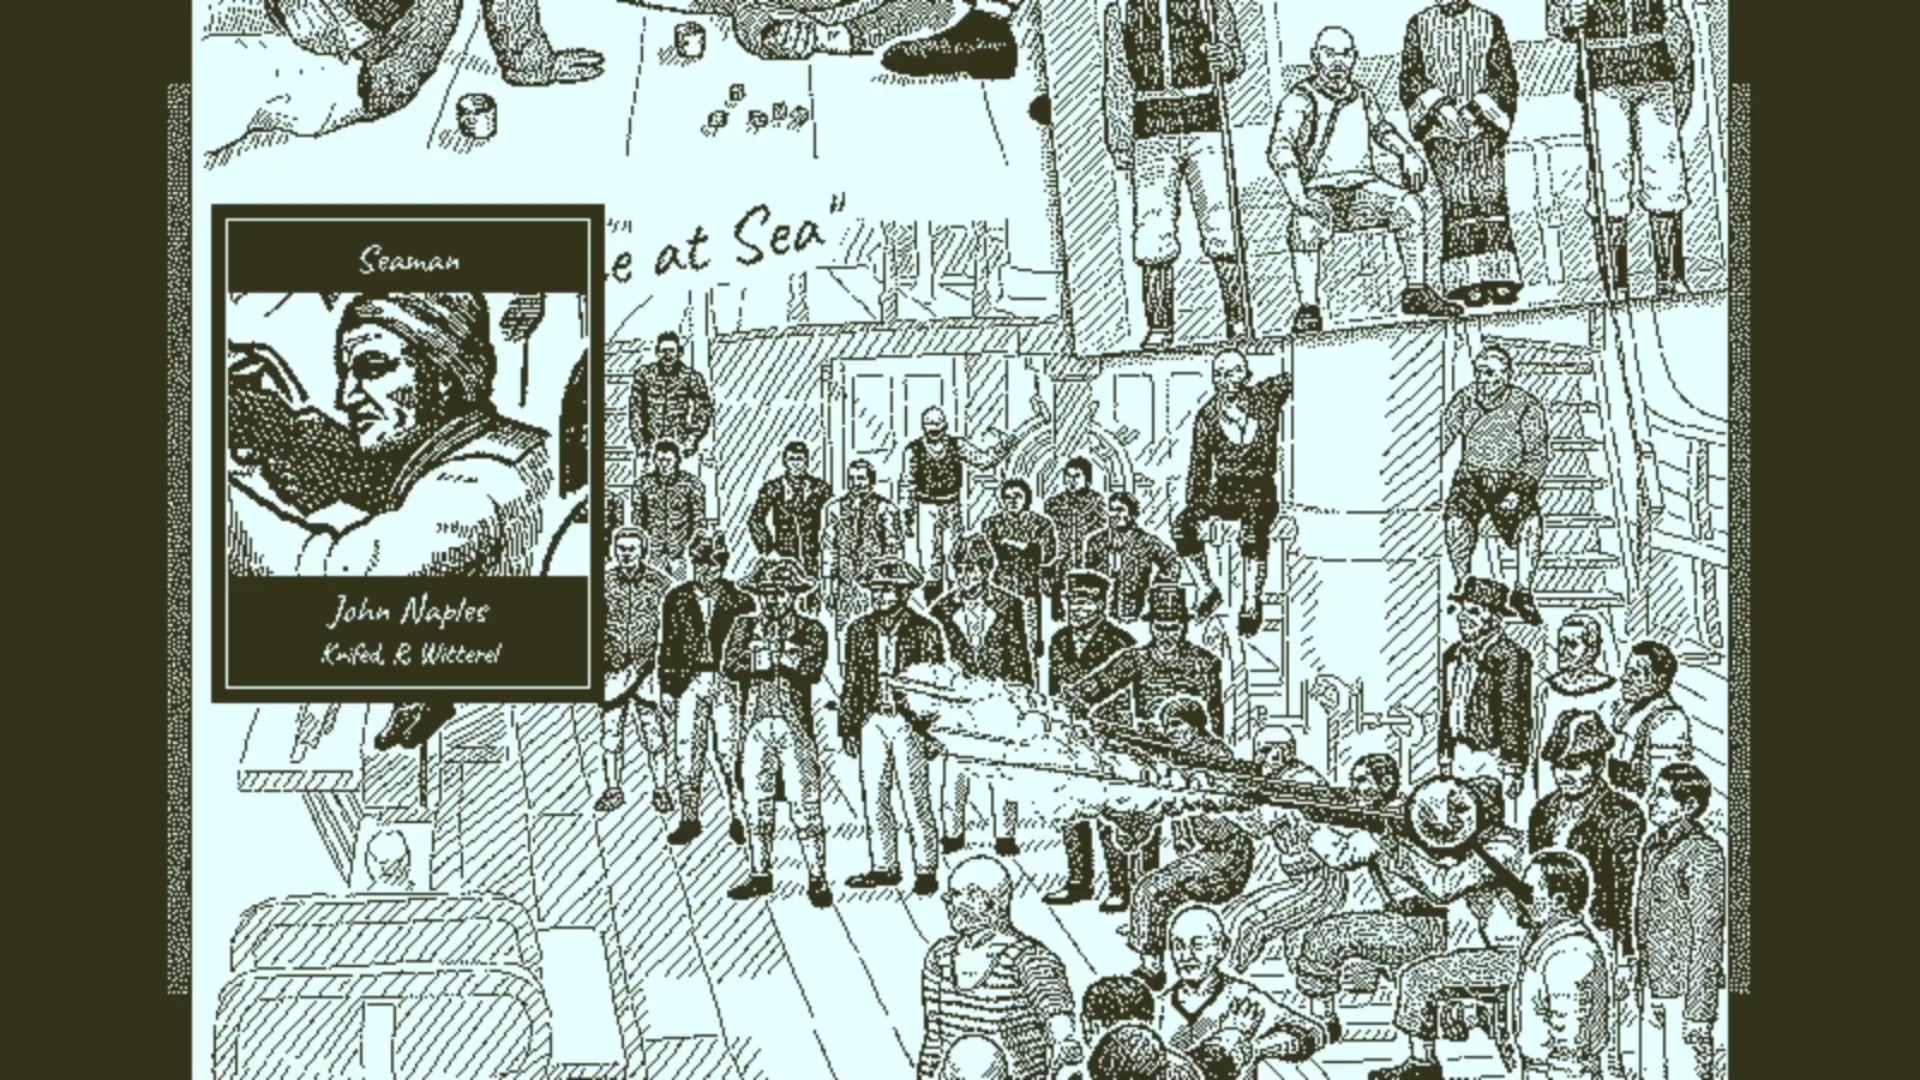 Seaman
e at Sea"
John Naples
Knifed, R. Witterel